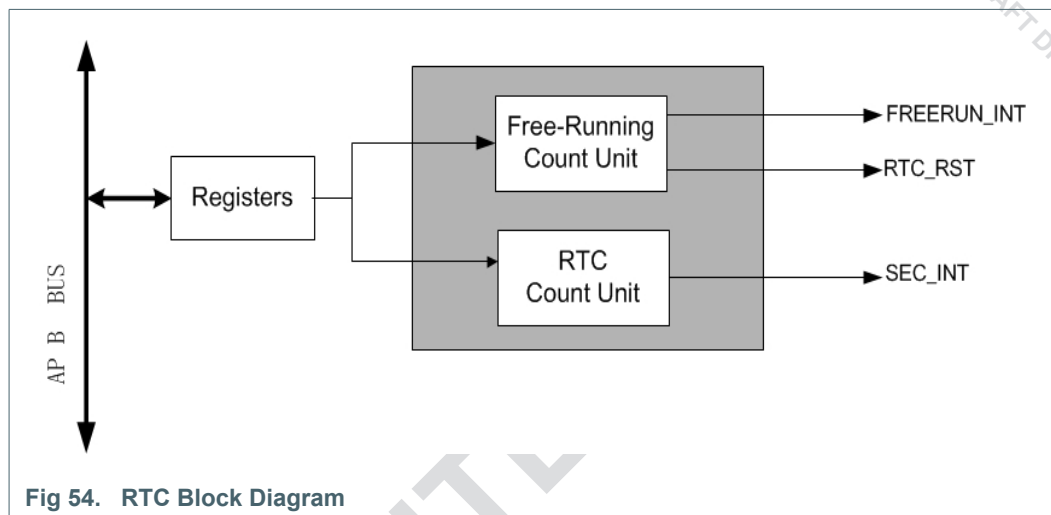 AP B BUS
Registers
Free-Running
Count Unit
RTC
Count Unit
FREERUN_INT
RTC_RST
SEC_INT
Fig 54. RTC Block Diagram